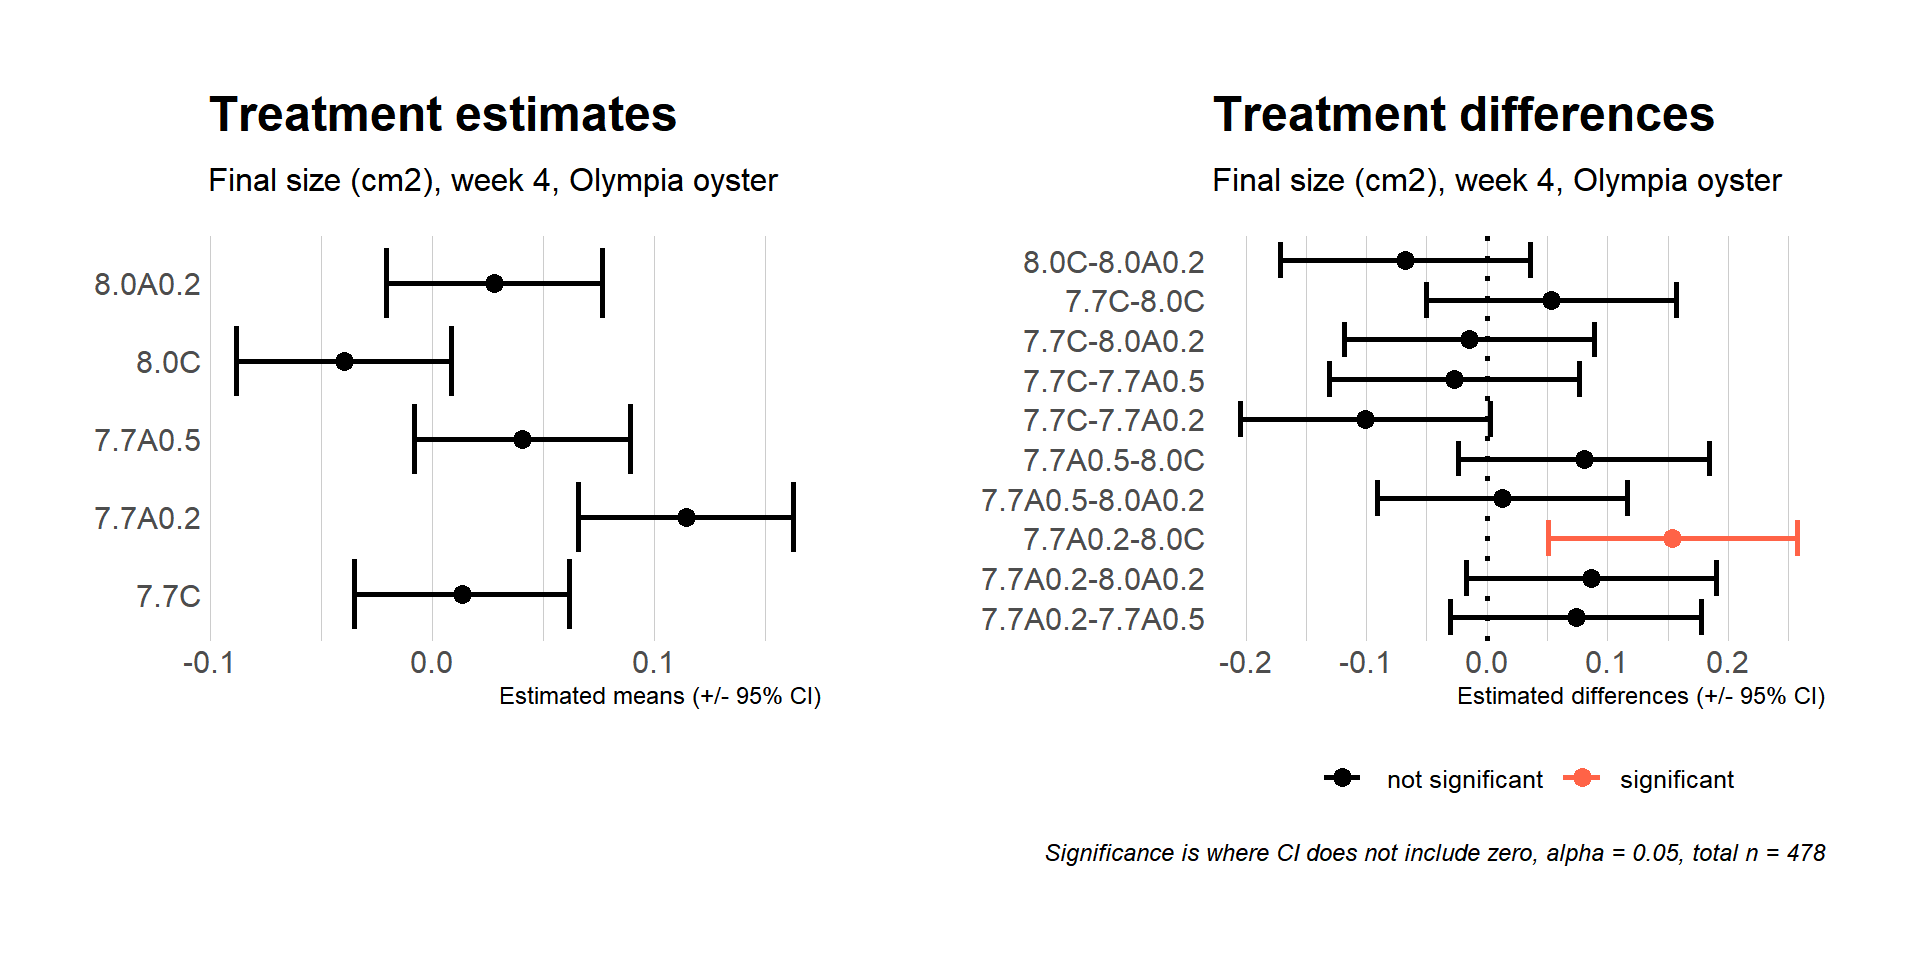 Treatment estimates
Final size (cm2), week 4, Olympia oyster
8.0A0.2
8.0C
7.7A0.5
7.7A0.2
7.7C
-0.1 0.0 0.1
Estimated means (+/- 95% CI)
Treatment differences
Final size (cm2), week 4, Olympia oyster
8.0C-8.0A0.2
7.7C-8.0C
7.7C-8.0A0.2
7.7C-7.7A0.5
7.7C-7.7A0.2
7.7A0.5-8.0C
7.7A0.5-8.0A0.2
7.7A0.2-8.0C
7.7A0.2-8.0A0.2
7.7A0.2-7.7A0.5
-0.2 -0.1 0.0 0.1 0.2
Estimated differences (+/- 95% CI)
not significant significant
Significance is where CI does not include zero, alpha = 0.05, total n = 478